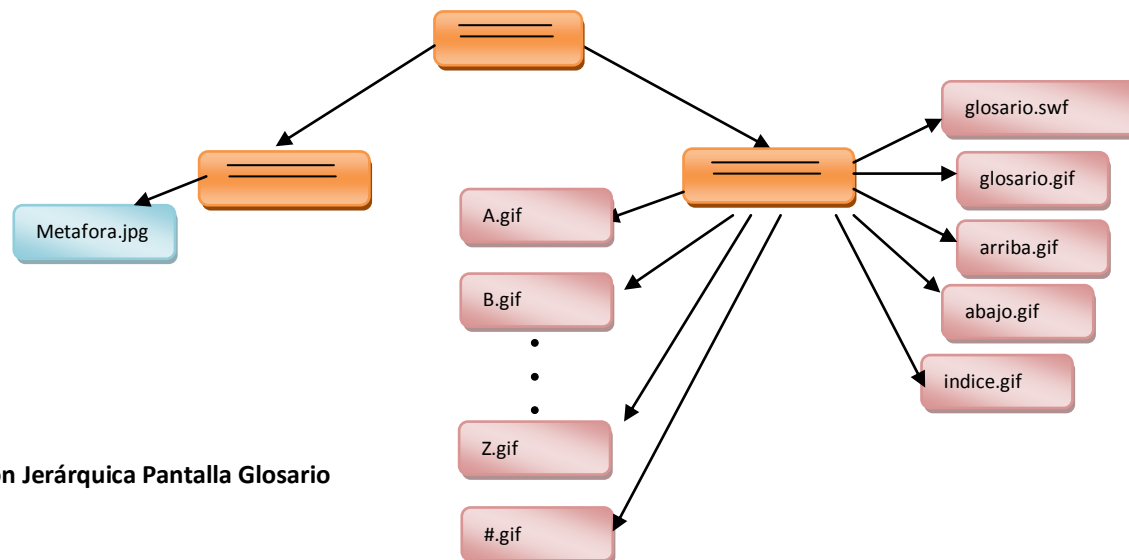 glosario.swf
glosario.gif
Metafora.jpg
A.gif
arriba.gif
B.gif
abajo.gif
indice.gif
Z.gif
n Jerárquica Pantalla Glosario
#.gif